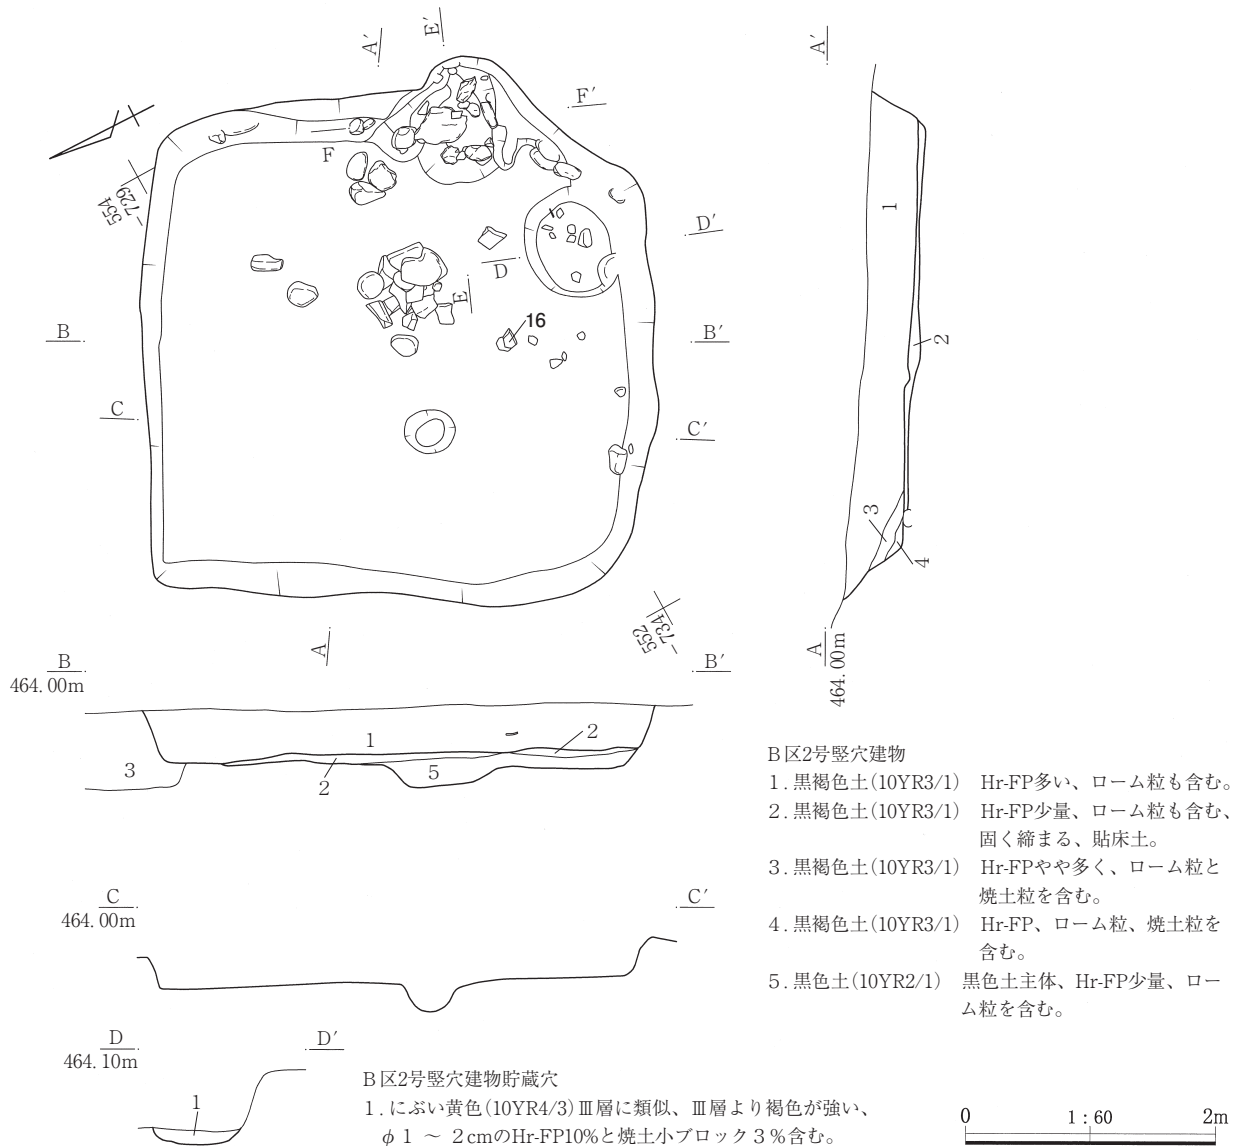 A′
E′
A′
F′
F
554
-729
D′
D
E
B
16
B′
1
2
C
C′
3
4
A
552
-734
A
464.00m
B
464.00m
B′
1
2
3
2
5
C
464.00m
C′
D
464.10m
D′
1
B区2号竪穴建物
1.黒褐色土(10YR3/1) Hr-FP多い、ローム粒も含む。
2.黒褐色土(10YR3/1) Hr-FP少量、ローム粒も含む、
固く締まる、貼床土。
3.黒褐色土(10YR3/1) Hr-FPやや多く、ローム粒と
焼土粒を含む。
4.黒褐色土(10YR3/1) Hr-FP、ローム粒、焼土粒を
含む。
5.黒色土(10YR2/1) 黒色土主体、Hr-FP少量、ロー
ム粒を含む。
B区2号竪穴建物貯蔵穴
1.にぶい黄色(10YR4/3)Ⅲ層に類似、Ⅲ層より褐色が強い、
φ1 ～ 2cmのHr-FP10%と焼土小ブロック3%含む。
0 1:60 2m